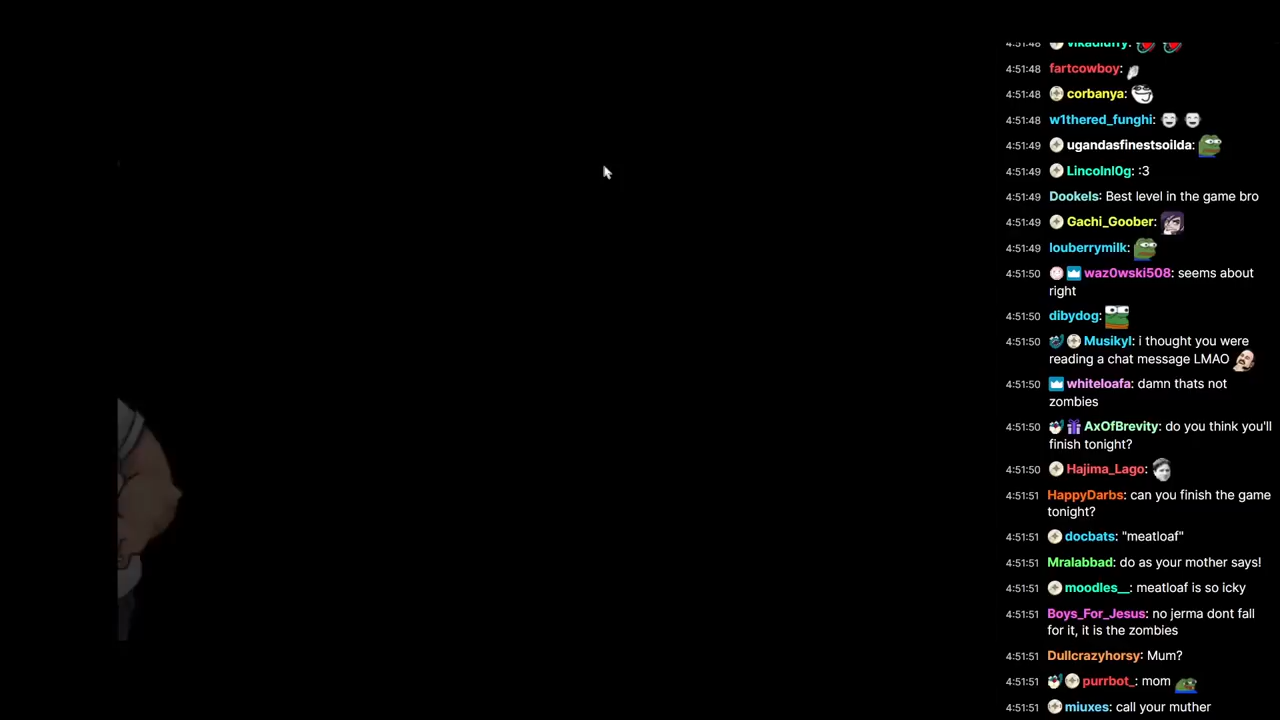 4:51:48 vikadluffy:
4:51:48 fartcowboy:
4:51:48 corbanya:
4:51:48 w1thered_funghi:
4:51:49 ugandasfinestsoilda:
4:51:49 Lincolnl0g: :3
4:51:49 Dookels: Best level in the game bro
4:51:49 Gachi_Goober:
4:51:49 louberrymilk:
4:51:50 waz0wski508: seems about
right
4:51:50 dibydog:
4:51:50 Musikyl: i thought you were
reading a chat message LMAO
4:51:50 whiteloafa: damn thats not
zombies
4:51:50 AxOfBrevity: do you think you'll
finish tonight?
4:51:50 Hajima_Lago:
4:51:51 HappyDarbs: can you finish the game
tonight?
4:51:51 docbats: "meatloaf"
4:51:51 Mralabbad: do as your mother says!
4:51:51 moodles__: meatloaf is so icky
4:51:51 Boys_For_Jesus: no jerma dont fall
for it, it is the zombies
4:51:51 Dullcrazyhorsy: Mum?
4:51:51 purrbot_: mom
4:51:51 miuxes: call your muther